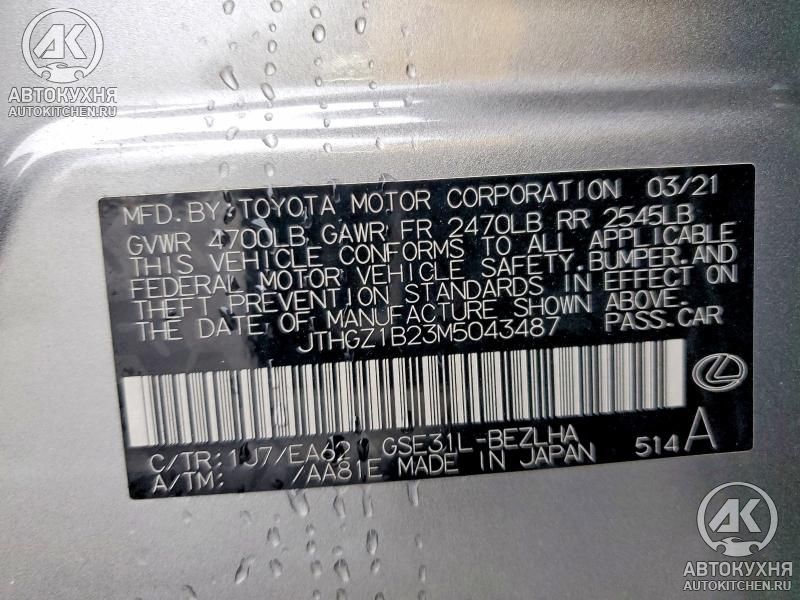 AK
АВТОКУХНЯ
AUTOKITCHEN.RU
MFD. BY TOYOTA MOTOR CORPORATION 03/21
GVWR 4700LB GAWR FR 2470LB RR 2545LB
THIS VEHICLE CONFORMS TO ALL APPLICABLE
FEDERAL MOTOR VEHICLE SAFETY, BUMPER, AND
THEFT PREVENTION STANDARDS IN EFFECT ON
THE DATE OF MANUFACTURE SHOWN ABOVE.
JTHGZ1B23M5043487 PASS.CAR
C/TR: 1J7/EA62 GSE31L-BEZLHA
A/TM: /AA81E MADE IN JAPAN 514A
AK
АВТОКУХНЯ
AUTOKITCHEN.RU